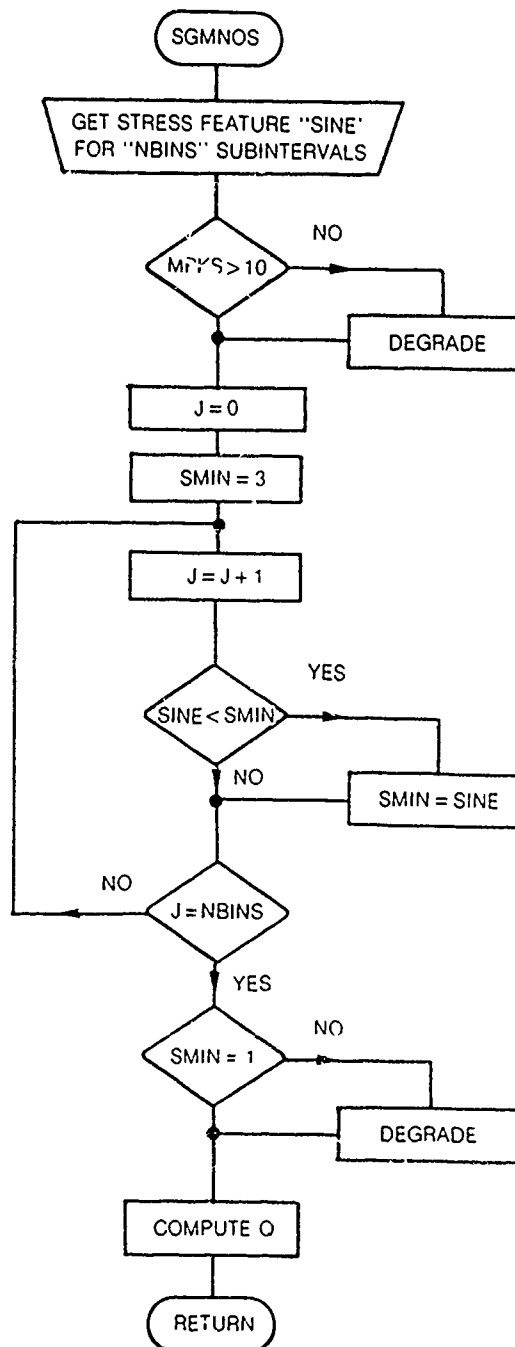 SGMNOS
GET STRESS FEATURE "SINE'
FOR "NBINS" SUBINTERVALS
NO
> 10
DEGRADE
J = 0
SMIN = 3
J = J + 1
YES
SINE < SMIN
NO
SMIN = SINE
NO
J = NBINS
YES
NO
SMIN = 1
DEGRADE
COMPUTE O
RETURN